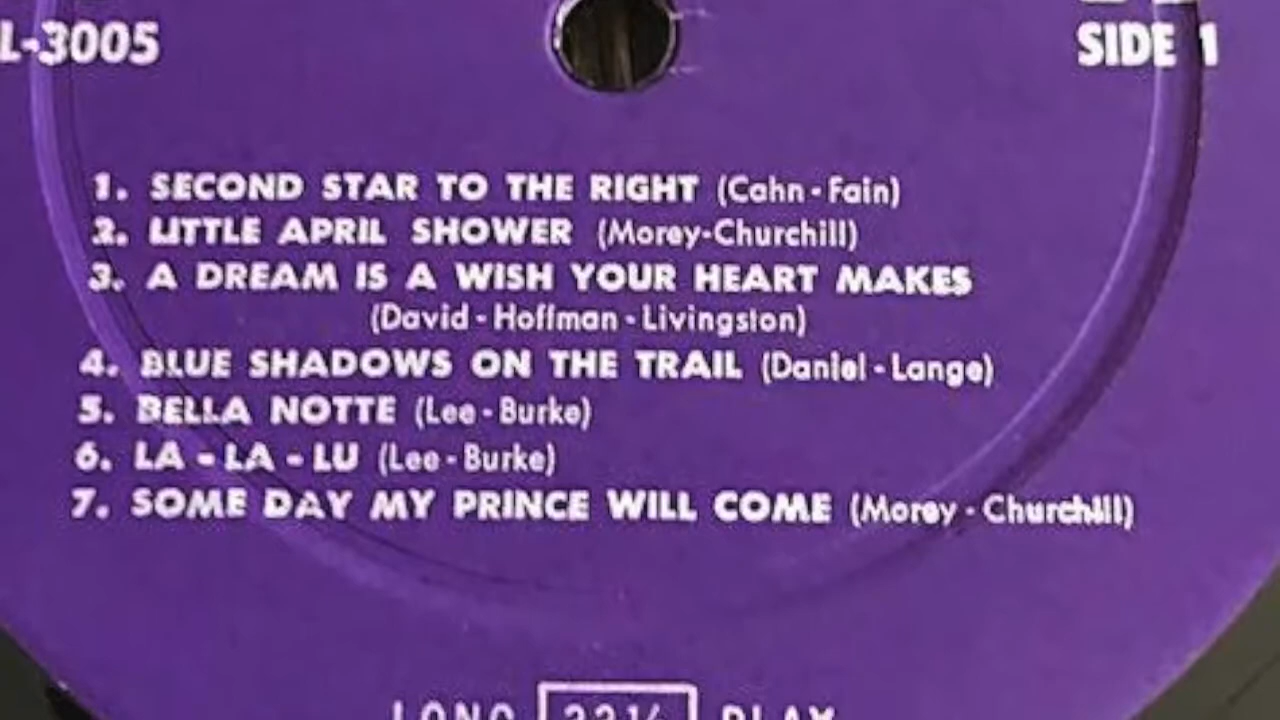 L-3005
SIDE 1
1. SECOND STAR TO THE RIGHT (Cahn - Fain)
2. LITTLE APRIL SHOWER (Morey-Churchill)
3. A DREAM IS A WISH YOUR HEART MAKES
(David - Hoffman - Livingston)
4. BLUE SHADOWS ON THE TRAIL (Daniel - Lange)
5. BELLA NOTTE (Lee - Burke)
6. LA - LA - LU (Lee - Burke)
7. SOME DAY MY PRINCE WILL COME (Morey - Churchill)
LONG 33⅓ PLAY